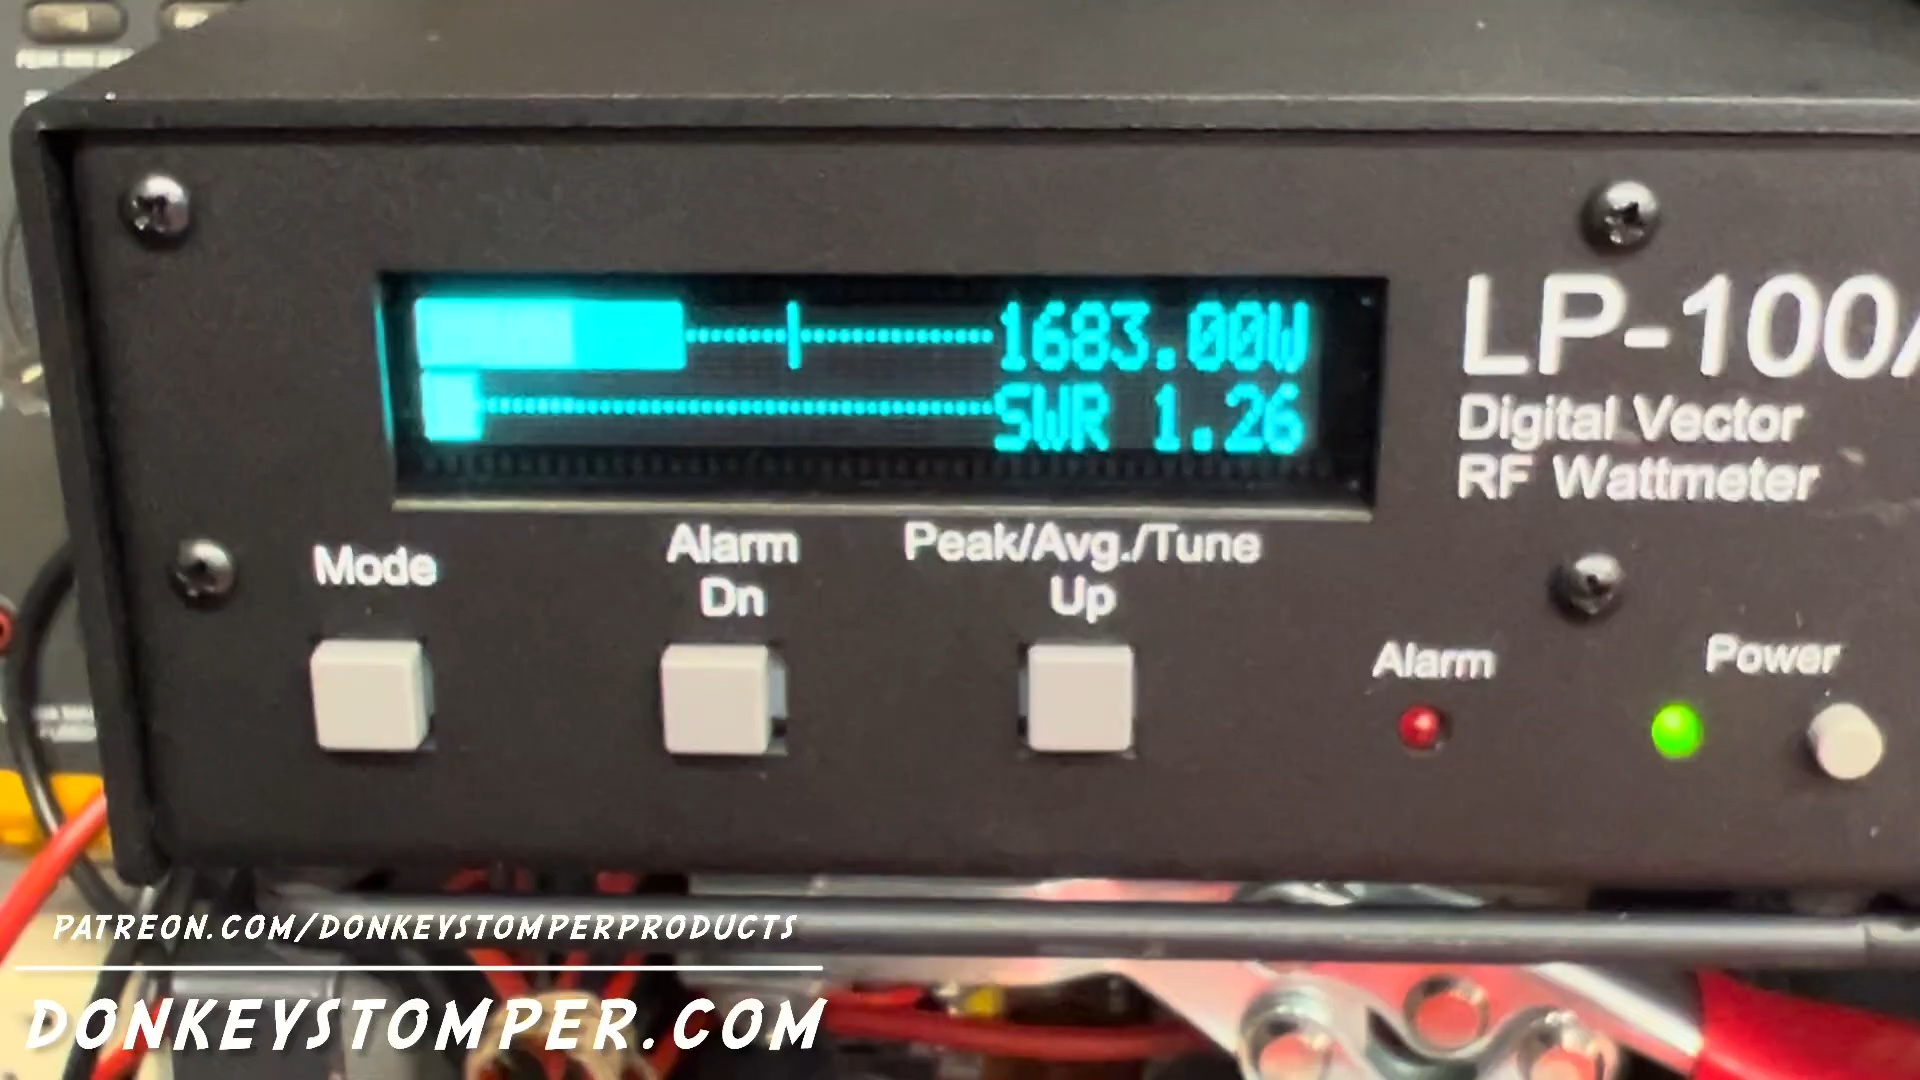 1683.00W
SWR 1.26
LP-100A
Digital Vector
RF Wattmeter
Mode
Alarm
Dn
Peak/Avg./Tune
Up
Alarm
Power
PATREON.COM/DONKEYSTOMPERPRODUCTS
DONKEYSTOMPER.COM